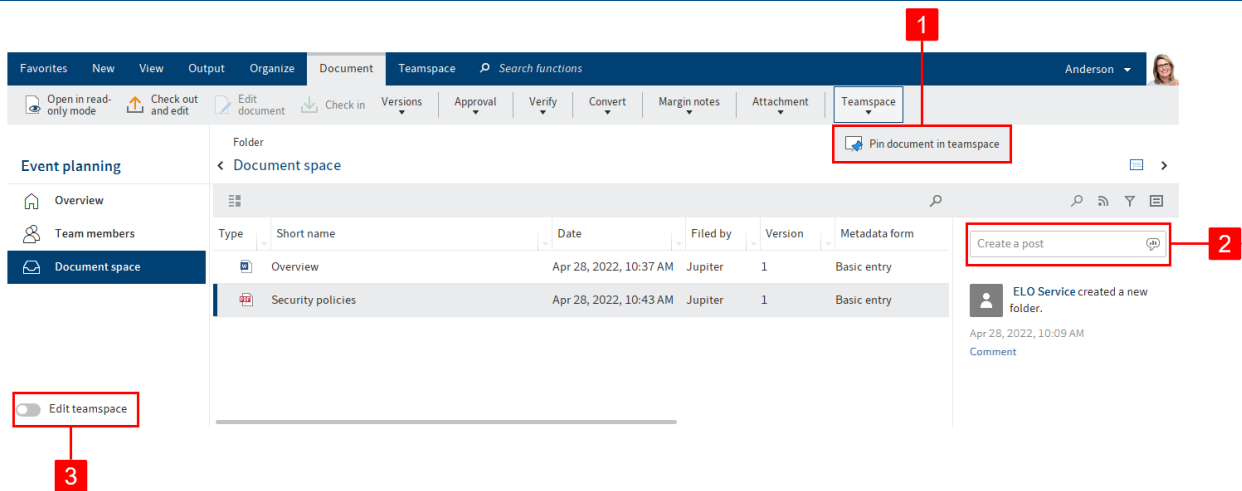 1
Favorites New View Output Organize Document Teamspace Search functions Anderson
Open in read-only mode Check out and edit Edit document Check in Versions Approval Verify Convert Margin notes Attachment Teamspace
Folder
Pin document in teamspace
Event planning
Document space
Overview
Team members
Document space
Type Short name Date Filed by Version Metadata form
Overview Apr 28, 2022, 10:37 AM Jupiter 1 Basic entry
Security policies Apr 28, 2022, 10:43 AM Jupiter 1 Basic entry
Create a post
2
ELO Service created a new
folder.
Apr 28, 2022, 10:09 AM
Comment
Edit teamspace
3